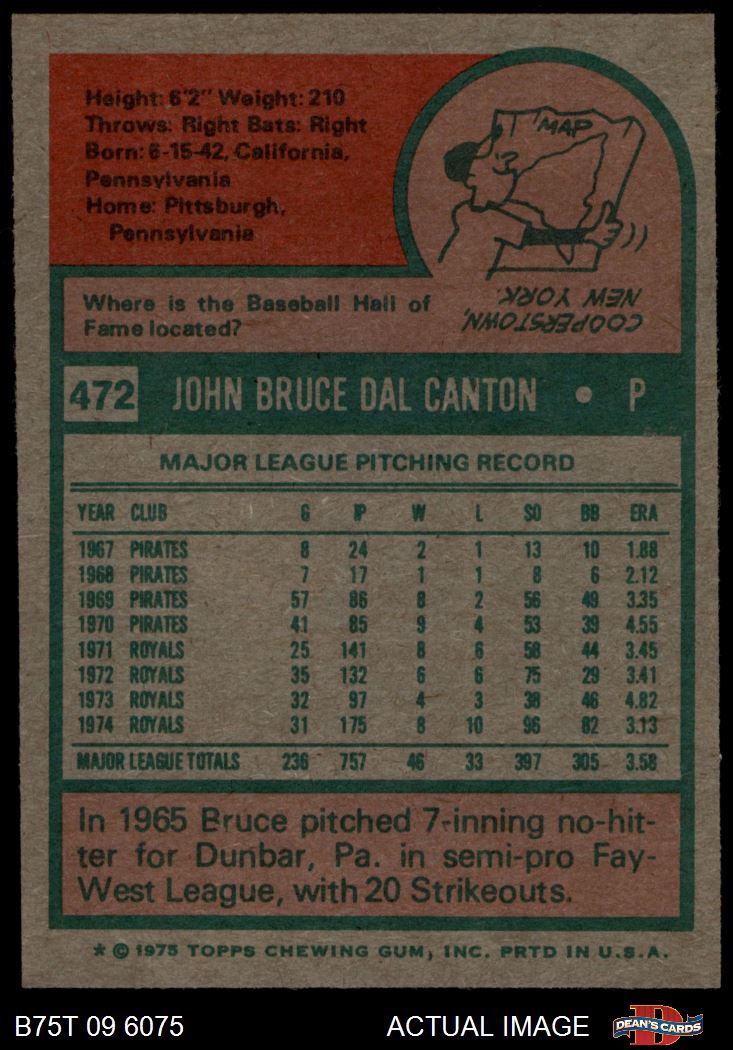 Height: 6'2" Weight: 210
Throws: Right Bats: Right
Born: 6-15-42, California,
Pennsylvania
Home: Pittsburgh,
Pennsylvania
MAP
Where is the Baseball Hall of
Fame located?
COOPERSTOWN,
NEW YORK.
472 JOHN BRUCE DAL CANTON • P
MAJOR LEAGUE PITCHING RECORD
YEAR CLUB G IP W L SO BB ERA
1967 PIRATES 8 24 2 1 13 10 1.88
1968 PIRATES 7 17 1 1 8 6 2.12
1969 PIRATES 57 86 8 2 56 49 3.35
1970 PIRATES 41 85 9 4 53 39 4.55
1971 ROYALS 25 141 8 6 58 44 3.45
1972 ROYALS 35 132 6 6 75 29 3.41
1973 ROYALS 32 97 4 3 38 46 4.82
1974 ROYALS 31 175 8 10 96 82 3.13
MAJOR LEAGUE TOTALS 236 757 46 33 397 305 3.58
In 1965 Bruce pitched 7-inning no-hit-
ter for Dunbar, Pa. in semi-pro Fay-
West League, with 20 Strikeouts.
* © 1975 TOPPS CHEWING GUM, INC. PRTD IN U.S.A.
B75T 09 6075 ACTUAL IMAGE DEAN'S CARDS